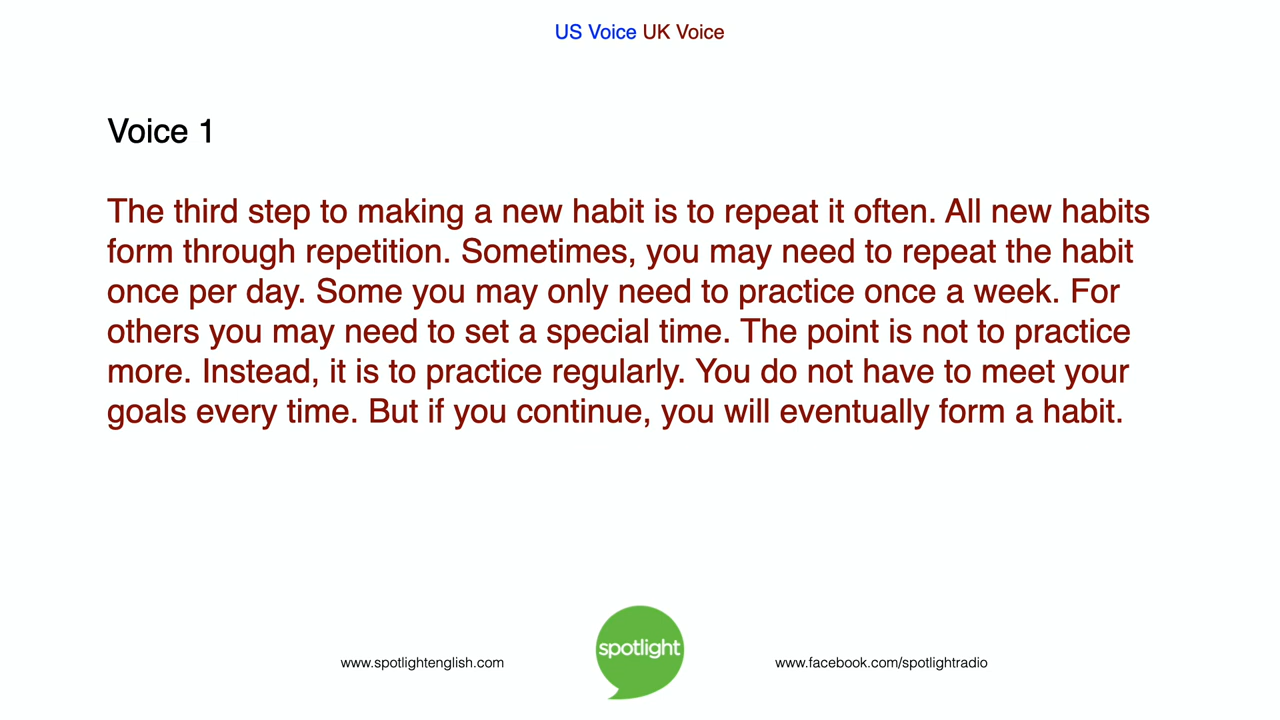 US Voice UK Voice
Voice 1
The third step to making a new habit is to repeat it often. All new habits
form through repetition. Sometimes, you may need to repeat the habit
once per day. Some you may only need to practice once a week. For
others you may need to set a special time. The point is not to practice
more. Instead, it is to practice regularly. You do not have to meet your
goals every time. But if you continue, you will eventually form a habit.
www.spotlightenglish.com
spotlight
www.facebook.com/spotlightradio